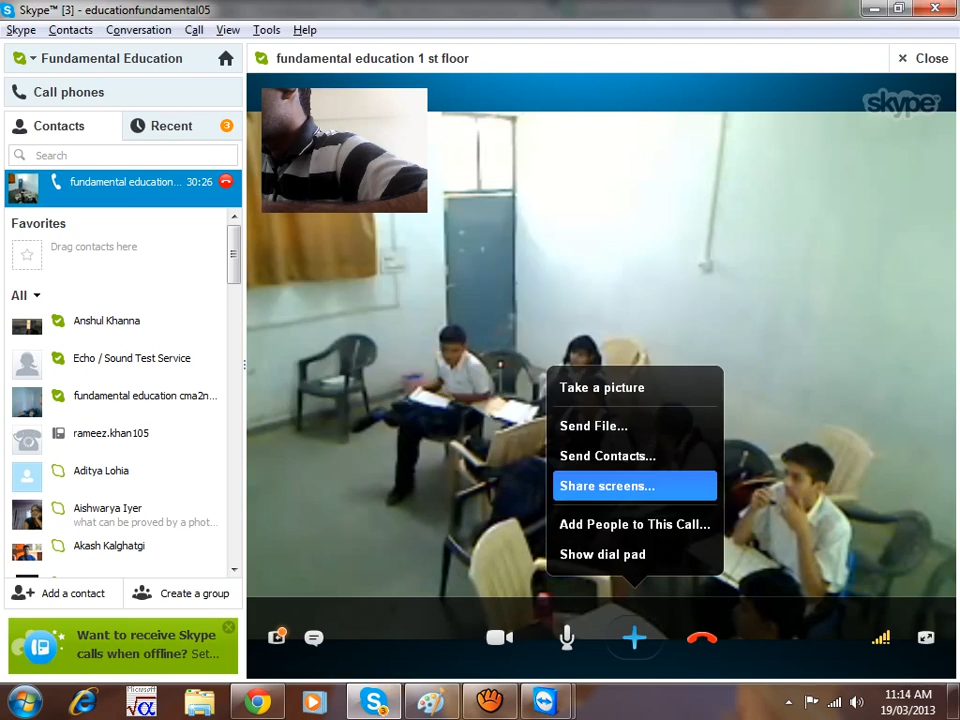 Skype™ [3] - educationfundamental05
Skype Contacts Conversation Call View Tools Help
Fundamental Education
Call phones
Contacts
Recent
3
Search
fundamental education... 30:26
Favorites
Drag contacts here
All
Anshul Khanna
Echo / Sound Test Service
fundamental education cma2n...
rameez.khan105
Aditya Lohia
Aishwarya Iyer
what can be proved by a phot...
Akash Kalghatgi
Add a contact
Create a group
Want to receive Skype
calls when offline? Set...
fundamental education 1 st floor
Close
skype
Take a picture
Send File...
Send Contacts...
Share screens...
Add People to This Call...
Show dial pad
Microsoft
√α
3
11:14 AM
19/03/2013